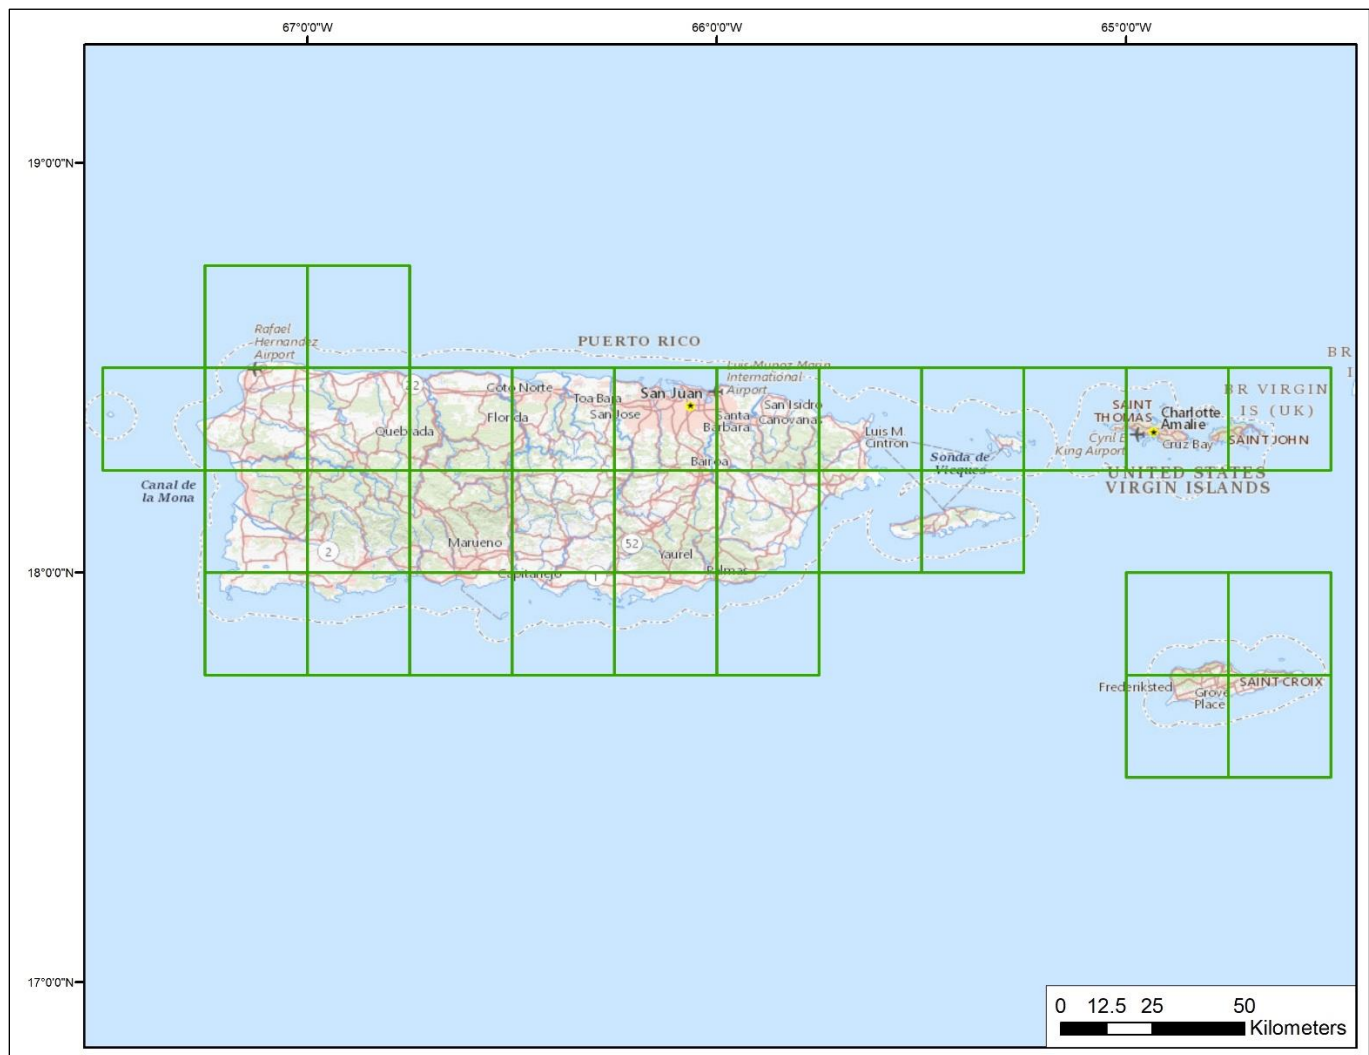 67°0'0"W
66°0'0"W
65°0'0"W
19°0'0"N
18°0'0"N
17°0'0"N
Rafael
Hernandez
Airport
PUERTO RICO
Luis Munoz Marin
International
Airport
BR
I
BR VIRGIN
IS (UK)
22
Coto Norte
Toa Baja
San Jose
San Juan
Santa
Barbara
San Isidro
Canovanas
Florida
Quebrada
Luis M
Cintron
Bairoa
Sonda de
Vieques
SAINT
THOMAS
Charlotte
Amalie
Cyril E
King Airport
Cruz Bay
SAINT JOHN
UNITED STATES
VIRGIN ISLANDS
Canal de
la Mona
2
Marueno
52
Yaurel
Capitanejo
1
Palmas
Frederiksted
SAINT CROIX
Grove
Place
0 12.5 25 50
Kilometers